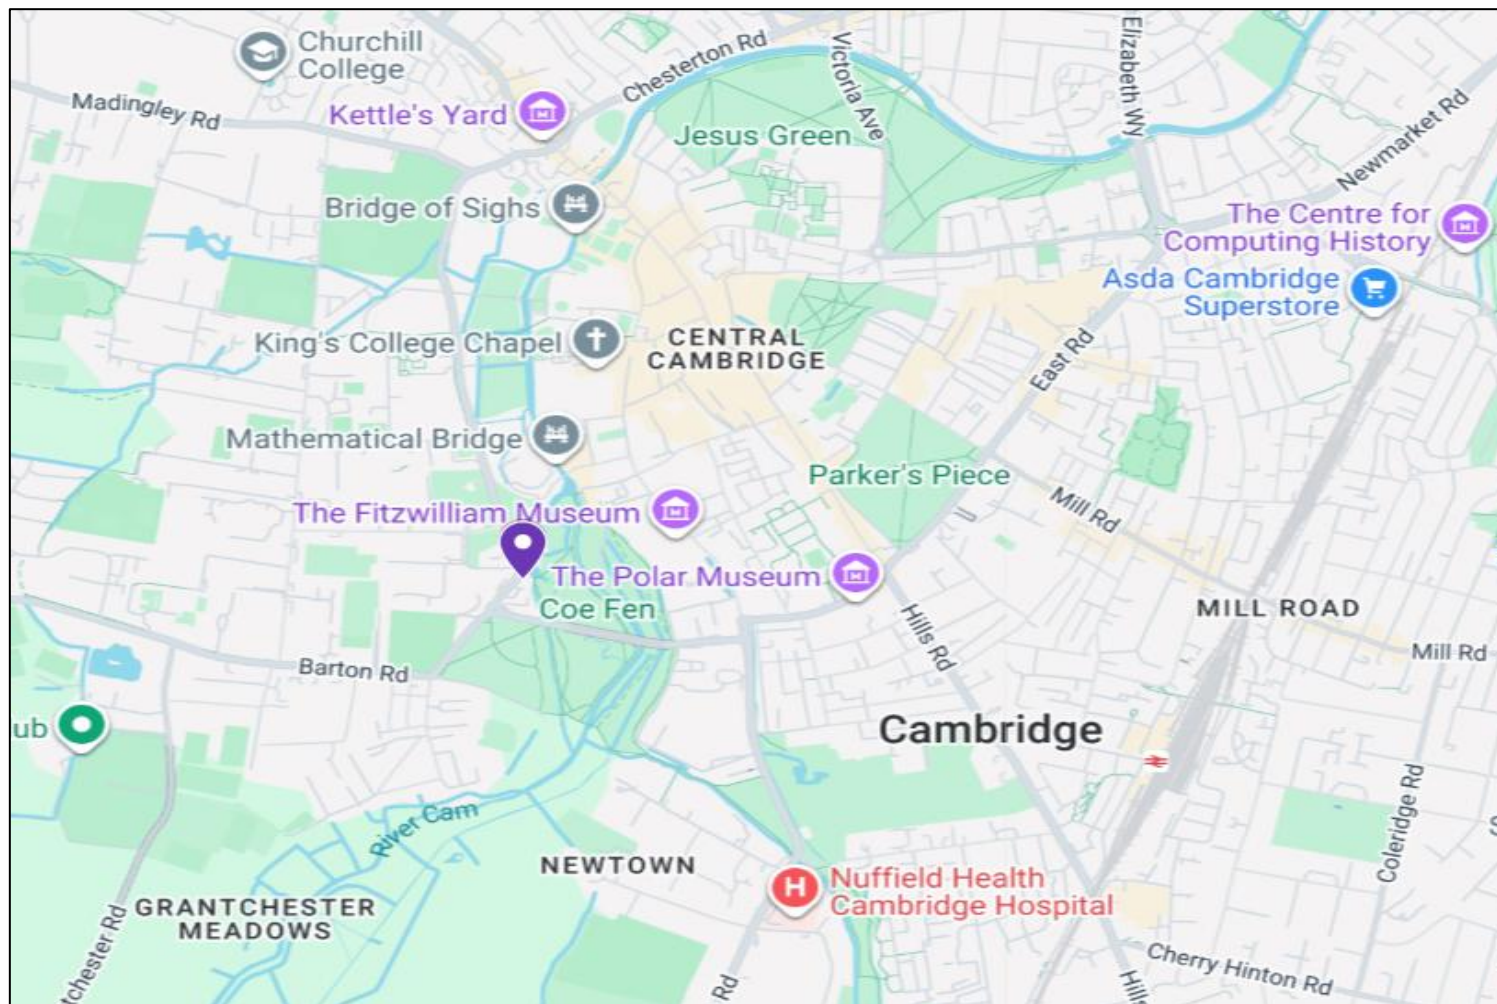 Churchill
College
Chesterton Rd
Victoria Ave
Elizabeth Wy
Madingley Rd
Kettle's Yard
Jesus Green
Newmarket Rd
Bridge of Sighs
The Centre for
Computing History
Asda Cambridge
Superstore
King's College Chapel
CENTRAL
CAMBRIDGE
East Rd
Mathematical Bridge
Parker's Piece
The Fitzwilliam Museum
Mill Rd
The Polar Museum
Coe Fen
MILL ROAD
Hills Rd
Barton Rd
Mill Rd
ub
Cambridge
Coleridge Rd
River Cam
NEWTOWN
Nuffield Health
Cambridge Hospital
GRANTCHESTER
MEADOWS
tchester Rd
Rd
Cherry Hinton Rd
Hills
H